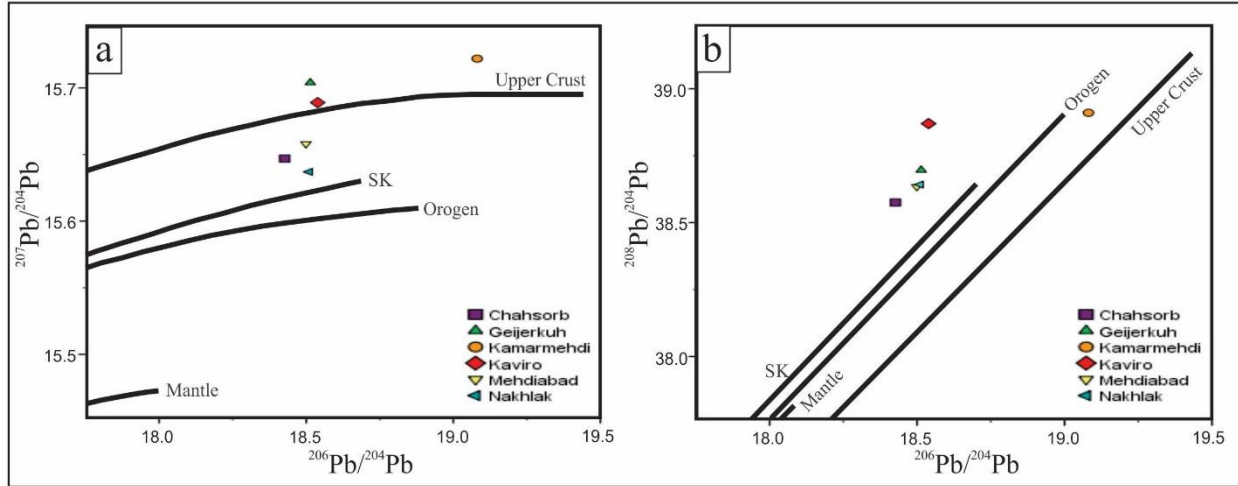 a
15.7
15.6
15.5
18.0
18.5
19.0
19.5
²⁰⁷Pb/²⁰⁴Pb
²⁰⁶Pb/²⁰⁴Pb
Upper Crust
SK
Orogen
Mantle
Chahsorb
Geijerkuh
Kamarmehdi
Kaviro
Mehdiabad
Nakhlak
b
39.0
38.5
38.0
18.0
18.5
19.0
19.5
²⁰⁸Pb/²⁰⁴Pb
²⁰⁶Pb/²⁰⁴Pb
Orogen
Upper Crust
SK
Mantle
Chahsorb
Geijerkuh
Kamarmehdi
Kaviro
Mehdiabad
Nakhlak